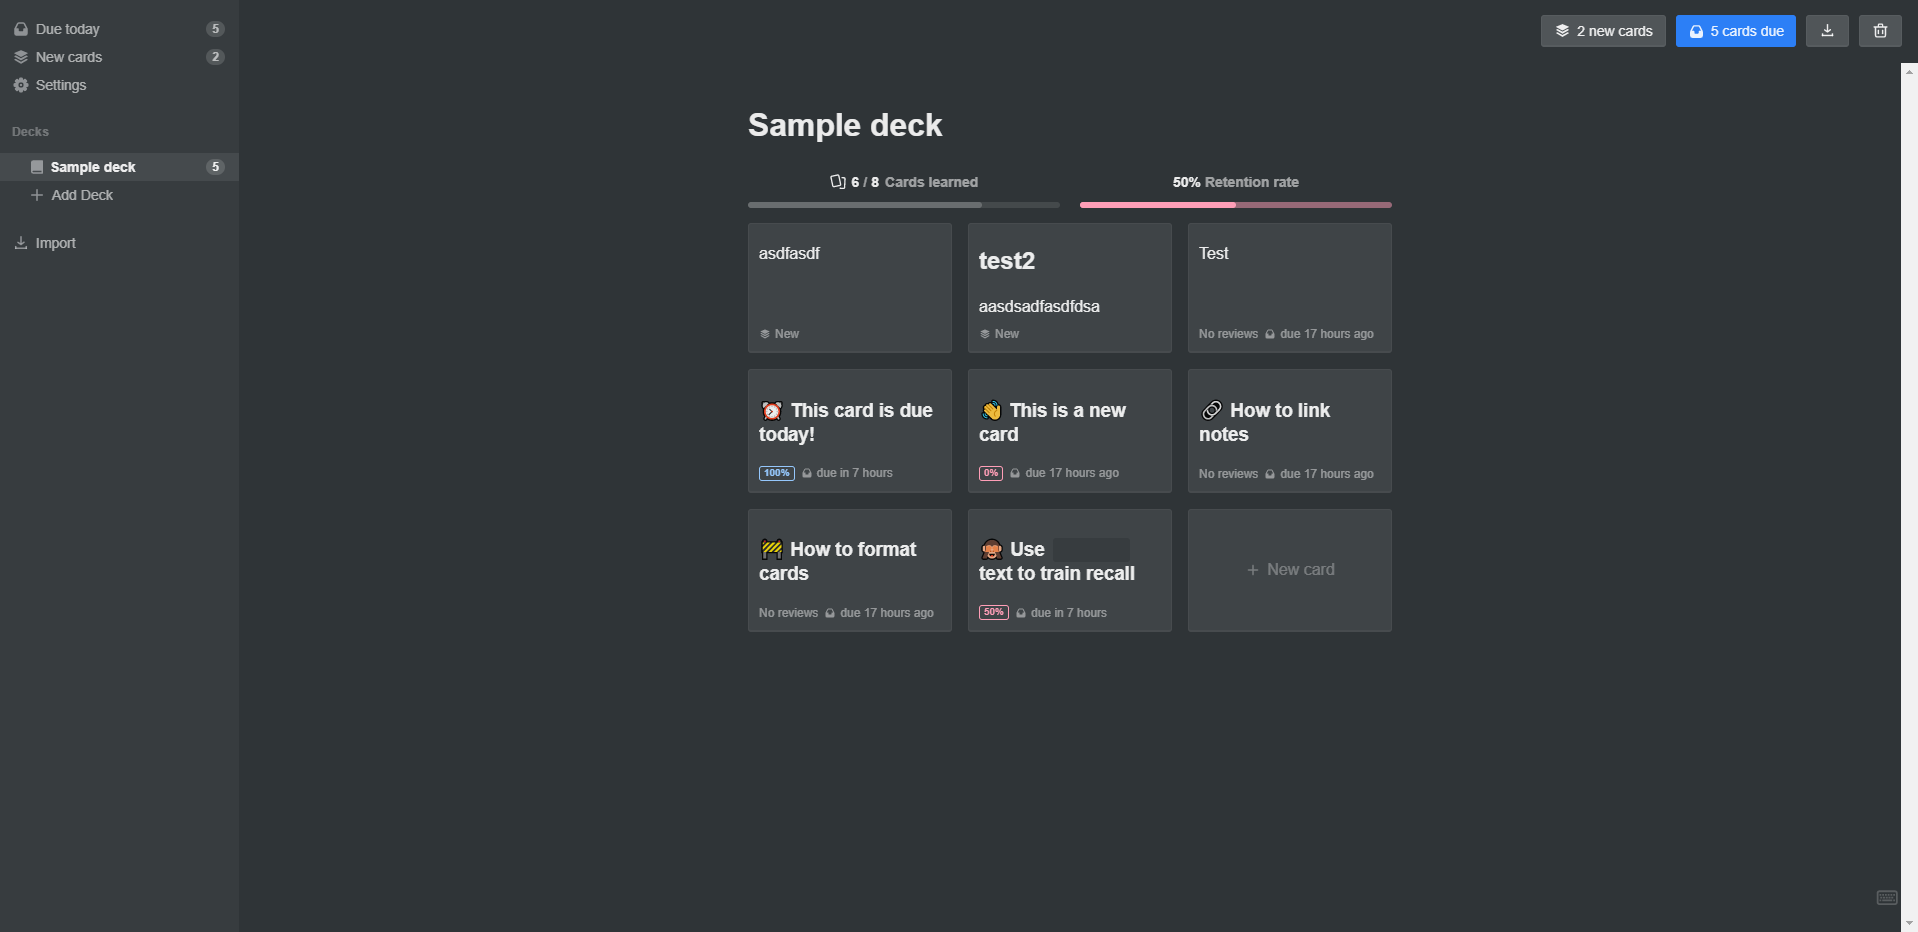 Due today 5
New cards 2
Settings
Decks
Sample deck 5
Add Deck
Import
2 new cards
5 cards due
Sample deck
6 / 8 Cards learned
50% Retention rate
asdfasdf
New
test2
aasdsadfasdfdsa
New
Test
No reviews due 17 hours ago
⏰ This card is due
today!
100% due in 7 hours
👋 This is a new
card
0% due 17 hours ago
🔗 How to link
notes
No reviews due 17 hours ago
🚧 How to format
cards
No reviews due 17 hours ago
🙈 Use
text to train recall
50% due in 7 hours
+ New card